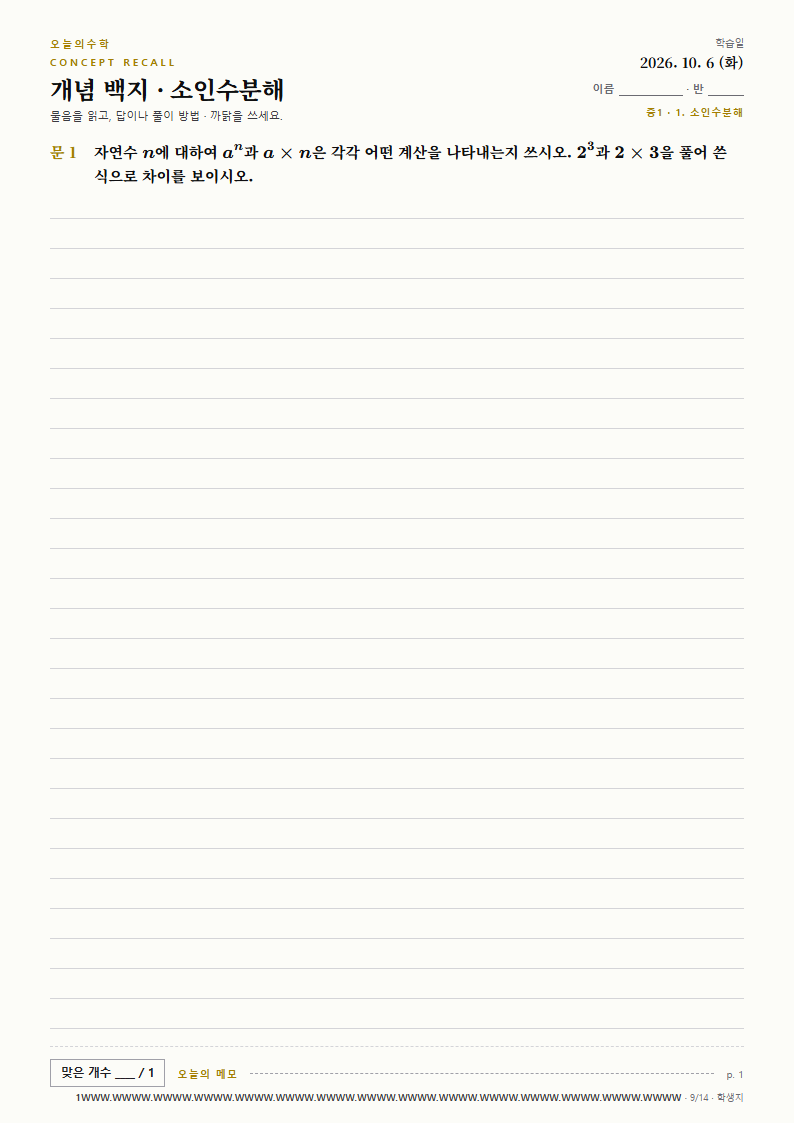 오늘의수학
CONCEPT RECALL
개념 백지 · 소인수분해
물음을 읽고, 답이나 풀이 방법 · 까닭을 쓰세요.
학습일
2026. 10. 6 (화)
이름 ____ · 반 ____
중1 · 1. 소인수분해
문 1 자연수 n에 대하여 aⁿ과 a × n은 각각 어떤 계산을 나타내는지 쓰시오. 2³과 2 × 3을 풀어 쓴
식으로 차이를 보이시오.
맞은 개수 ___ / 1 오늘의 메모 p. 1
1WWW.WWWW.WWWW.WWWW.WWWW.WWWW.WWWW.WWWW.WWWW.WWWW.WWWW.WWWW.WWWW.WWWW.WWWW · 9/14 · 학생지